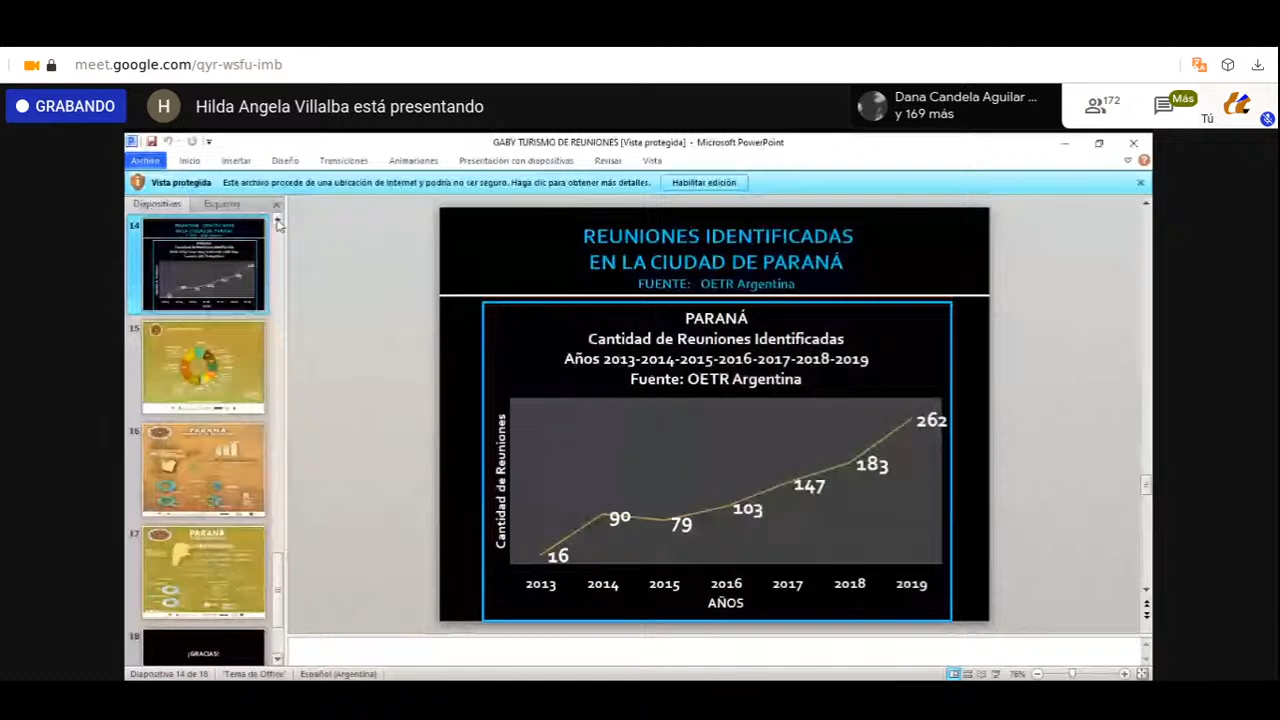 meet.google.com/qyr-wsfu-imb
GRABANDO
H
Hilda Angela Villalba está presentando
Dana Candela Aguilar ...
y 169 más
172
Más
Tú
GABY TURISMO DE REUNIONES [Vista protegida] - Microsoft PowerPoint
Archivo Inicio Insertar Diseño Transiciones Animaciones Presentación con diapositivas Revisar Vista
Vista protegida Este archivo procede de una ubicación de Internet y podría no ser seguro. Haga clic para obtener más detalles. Habilitar edición
Diapositivas Esquema
14
15
16
PARANÁ
17
PARANÁ
18
¡GRACIAS!
REUNIONES IDENTIFICADAS
EN LA CIUDAD DE PARANÁ
FUENTE: OETR Argentina
PARANÁ
Cantidad de Reuniones Identificadas
Años 2013-2014-2015-2016-2017-2018-2019
Fuente: OETR Argentina
Cantidad de Reuniones
262
183
147
103
90
79
16
2013 2014 2015 2016 2017 2018 2019
AÑOS
Diapositiva 14 de 18 "Tema de Office" Español (Argentina) 76%